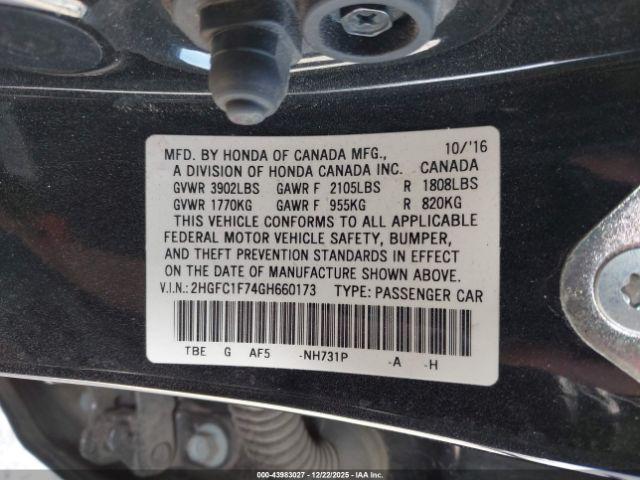 10/'16
MFD. BY HONDA OF CANADA MFG.,
A DIVISION OF HONDA CANADA INC. CANADA
GVWR 3902LBS GAWR F 2105LBS R 1808LBS
GVWR 1770KG GAWR F 955KG R 820KG
THIS VEHICLE CONFORMS TO ALL APPLICABLE
FEDERAL MOTOR VEHICLE SAFETY, BUMPER,
AND THEFT PREVENTION STANDARDS IN EFFECT
ON THE DATE OF MANUFACTURE SHOWN ABOVE.
V.I.N.:2HGFC1F74GH660173 TYPE: PASSENGER CAR
TBE G AF5 -NH731P -A -H
000-43983027 12/22/2025 IAAI.com